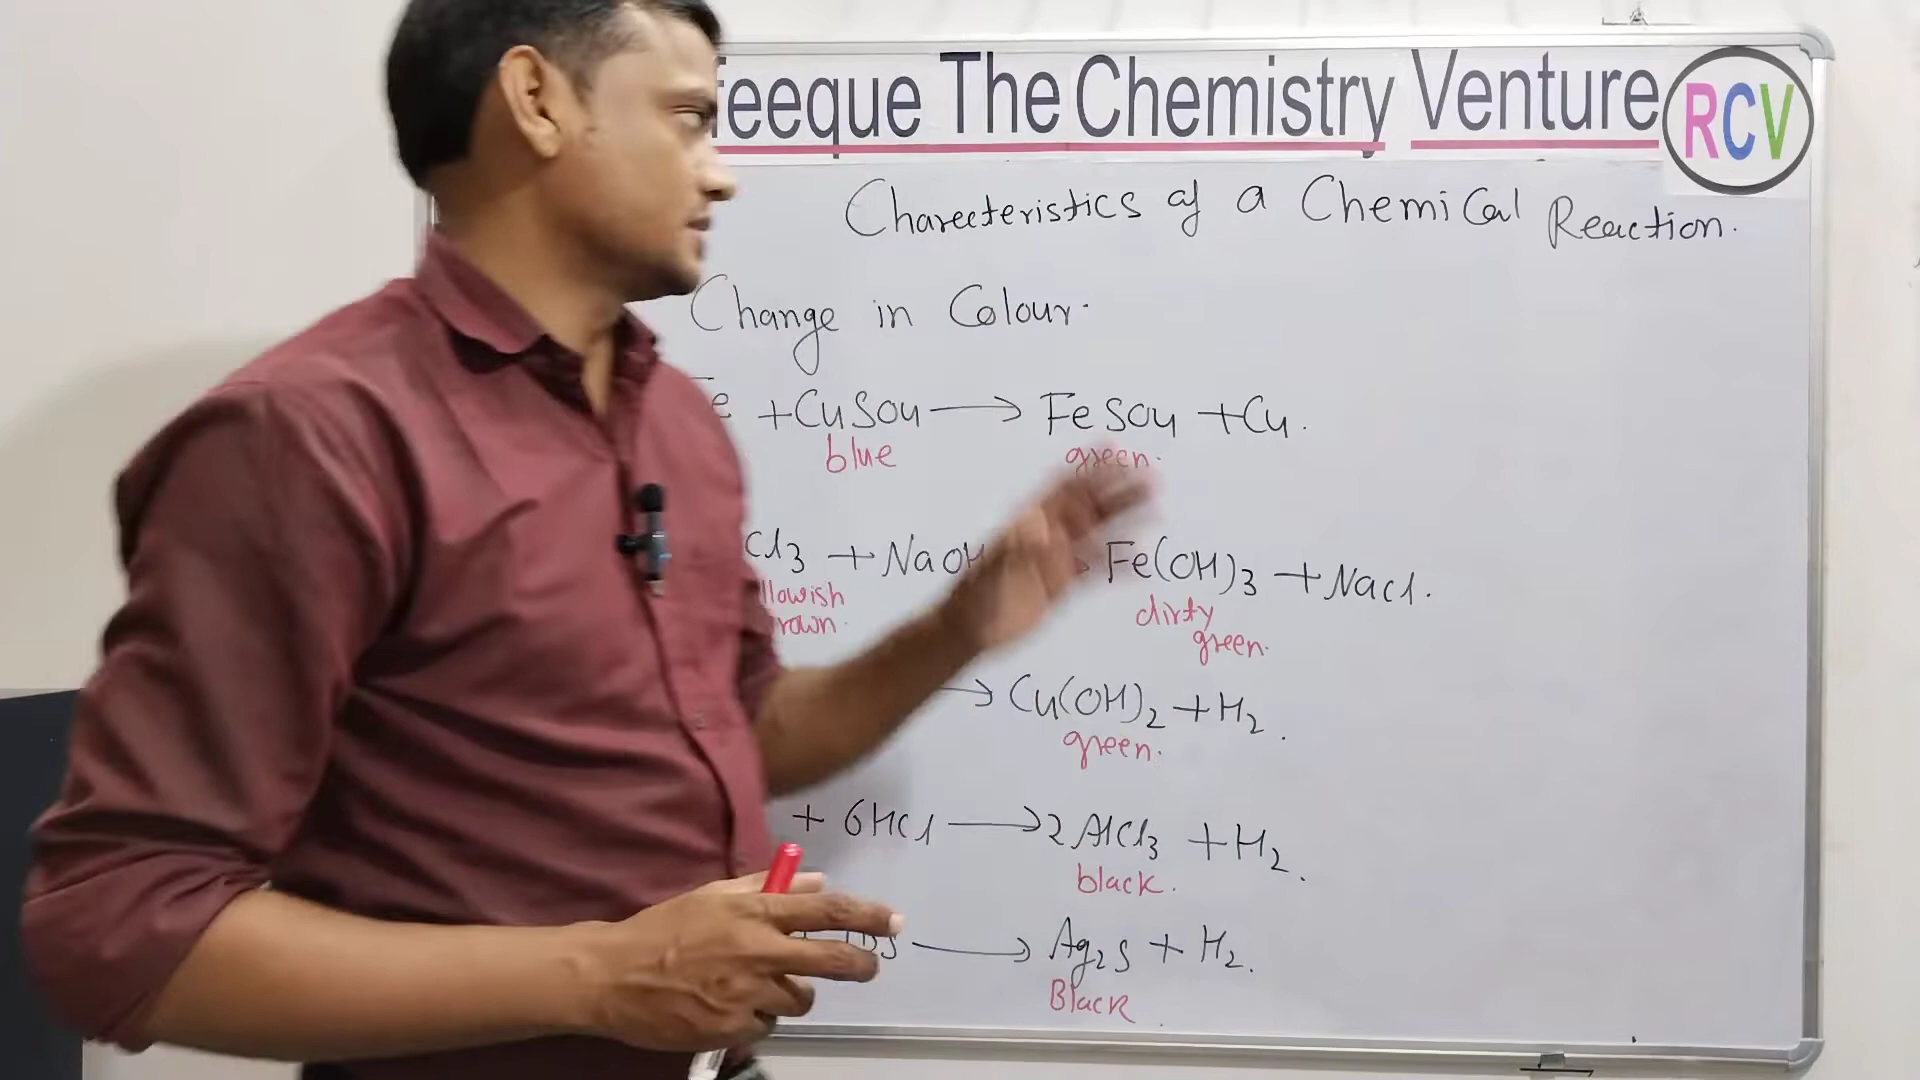 feeque The Chemistry Venture RCV
Charecteristics of a Chemical Reaction.
Change in Colour.
e + CuSO4 → FeSO4 + Cu.
blue green.
Cl3 + NaOH → Fe(OH)3 + NaCl.
llowish dirty
rown. green.
→ Cu(OH)2 + H2.
green.
+ 6HCl → 2AlCl3 + H2.
black.
→ Ag2S + H2.
Black.